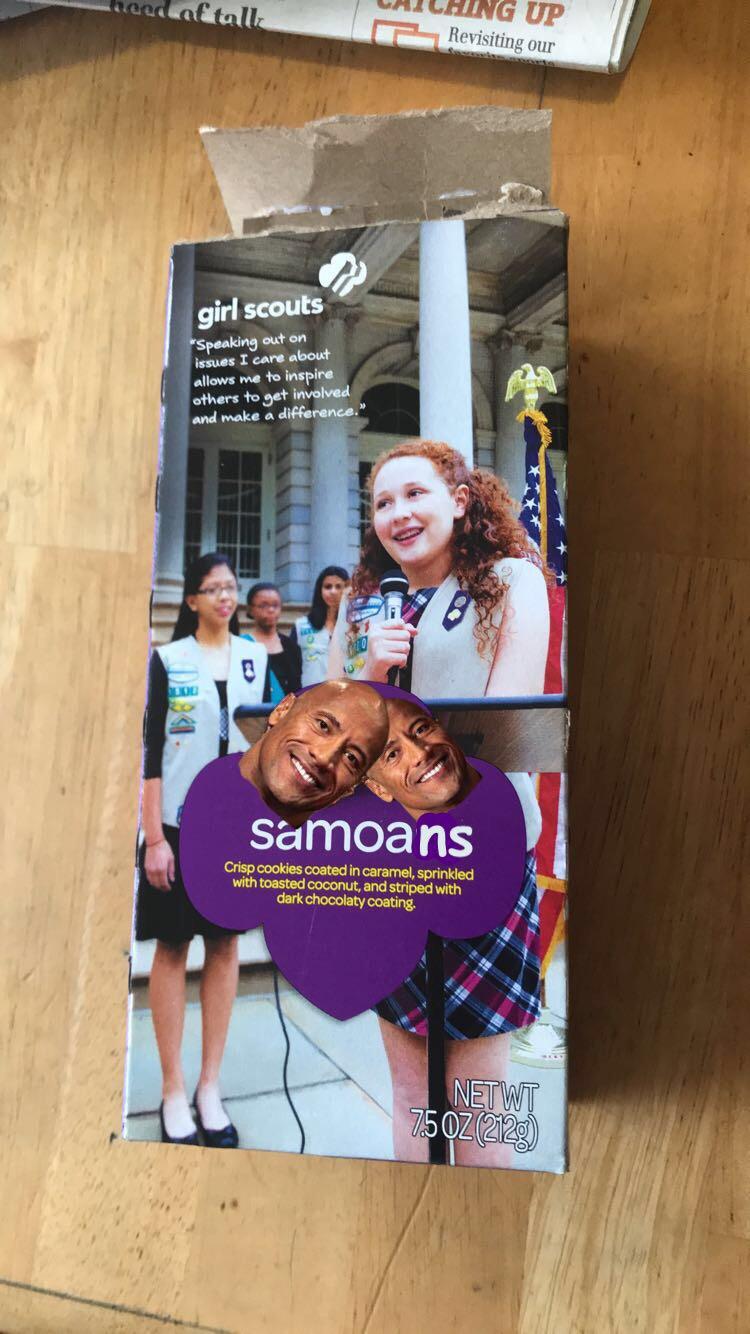 heed of talk
CATCHING UP
Revisiting our
favorite sports
girl scouts
“Speaking out on
issues I care about
allows me to inspire
others to get involved
and make a difference.”
samoans
Crisp cookies coated in caramel, sprinkled
with toasted coconut, and striped with
dark chocolaty coating.
NET WT
7.5 OZ (212g)